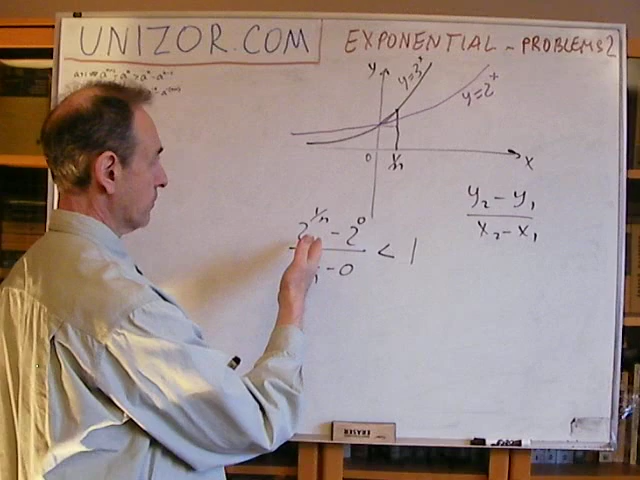 UNIZOR.COM
EXPONENTIAL - PROBLEMS 2
y
y=3^x
y=2^x
0
1/n
x
y₂ - y₁
x₂ - x₁
2^(1/n) - 2^0
- 0
< 1
ERASER